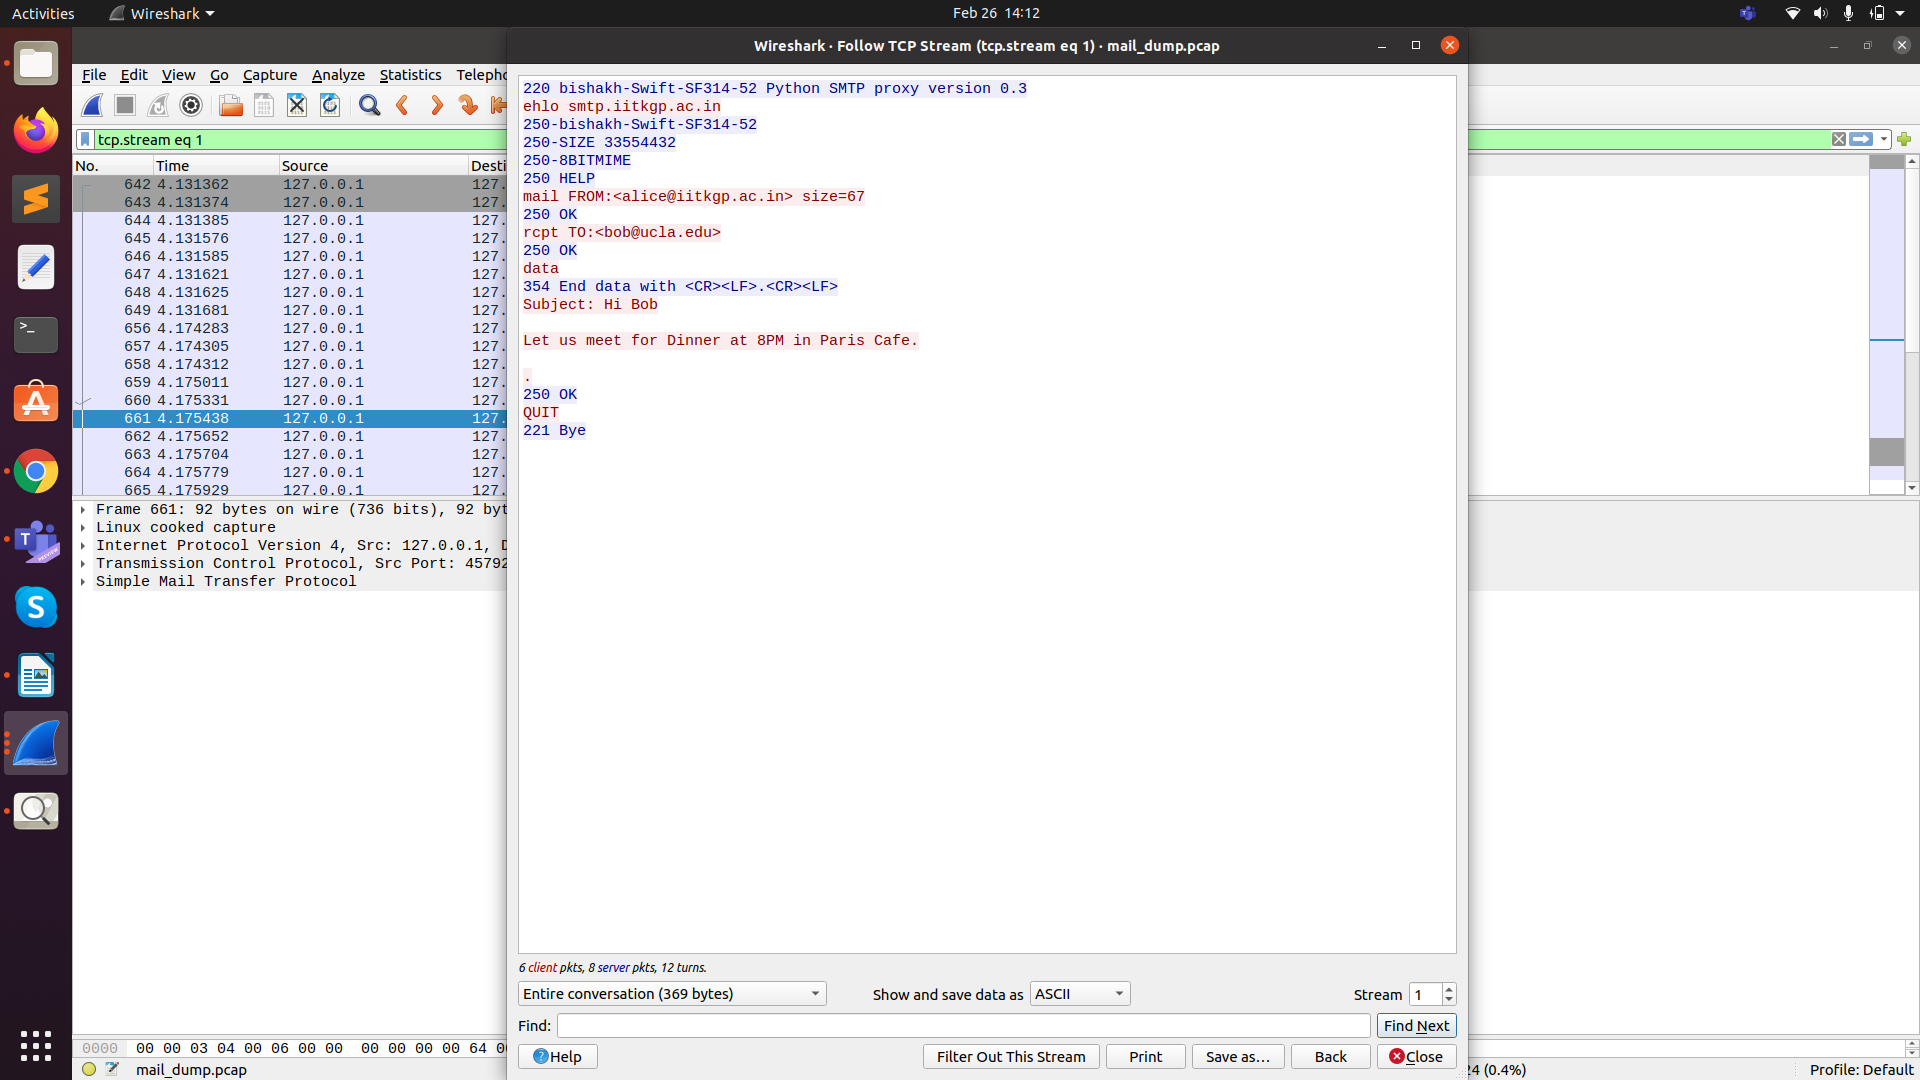 Activities
Wireshark
Feb 26 14:12
Wireshark · Follow TCP Stream (tcp.stream eq 1) · mail_dump.pcap
File Edit View Go Capture Analyze Statistics
tcp.stream eq 1
No. Time Source
642 4.131362 127.0.0.1 127.
643 4.131374 127.0.0.1 127.
644 4.131385 127.0.0.1 127.
645 4.131576 127.0.0.1 127.
646 4.131585 127.0.0.1 127.
647 4.131621 127.0.0.1 127.
648 4.131625 127.0.0.1 127.
649 4.131681 127.0.0.1 127.
656 4.174283 127.0.0.1 127.
657 4.174305 127.0.0.1 127.
658 4.174312 127.0.0.1 127.
659 4.175011 127.0.0.1 127.
660 4.175331 127.0.0.1 127.
661 4.175438 127.0.0.1 127.
662 4.175652 127.0.0.1 127.
663 4.175704 127.0.0.1 127.
664 4.175779 127.0.0.1 127.
665 4.175929 127.0.0.1 127.
Frame 661: 92 bytes on wire (736 bits), 92 byt
Linux cooked capture
Internet Protocol Version 4, Src: 127.0.0.1, D
Transmission Control Protocol, Src Port: 45792
Simple Mail Transfer Protocol
0000 00 00 03 04 00 06 00 00 00 00 00 00 64
mail_dump.pcap
220 bishakh-Swift-SF314-52 Python SMTP proxy version 0.3
ehlo smtp.iitkgp.ac.in
250-bishakh-Swift-SF314-52
250-SIZE 33554432
250-8BITMIME
250 HELP
mail FROM:<alice@iitkgp.ac.in> size=67
250 OK
rcpt TO:<bob@ucla.edu>
250 OK
data
354 End data with <CR><LF>.<CR><LF>
Subject: Hi Bob
Let us meet for Dinner at 8PM in Paris Cafe.
.
250 OK
QUIT
221 Bye
6 client pkts, 8 server pkts, 12 turns.
Entire conversation (369 bytes)
Show and save data as ASCII
Stream 1
Find:
Find Next
Help
Filter Out This Stream
Print
Save as…
Back
Close
24 (0.4%)
Profile: Default